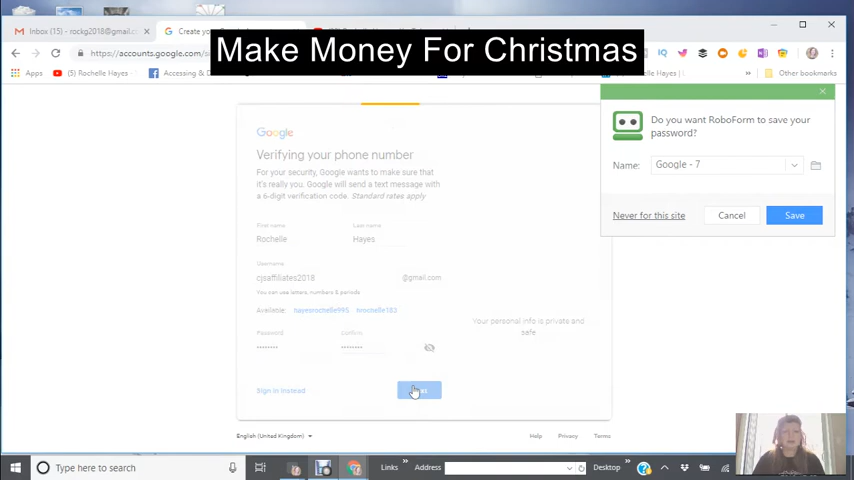 Inbox (15) - rockg2018@gmail.c
Create yo
https://accounts.google.com/
Make Money For Christmas
Apps
(5) Rochelle Hayes
Accessing & D
Rochelle Hayes |
Other bookmarks
Google
Verifying your phone number
For your security, Google wants to make sure that
it's really you. Google will send a text message with
a 6-digit verification code. Standard rates apply
First name
Last name
Rochelle
Hayes
Username
cjsaffiliates2018
@gmail.com
You can use letters, numbers & periods
Available:
hayesrochelle995
hrochelle183
Password
Confirm
Your personal info is private and
safe
Sign in instead
English (United Kingdom)
Help
Privacy
Terms
Do you want RoboForm to save your
password?
Name:
Google - 7
Never for this site
Cancel
Save
Type here to search
Links
Address
Desktop